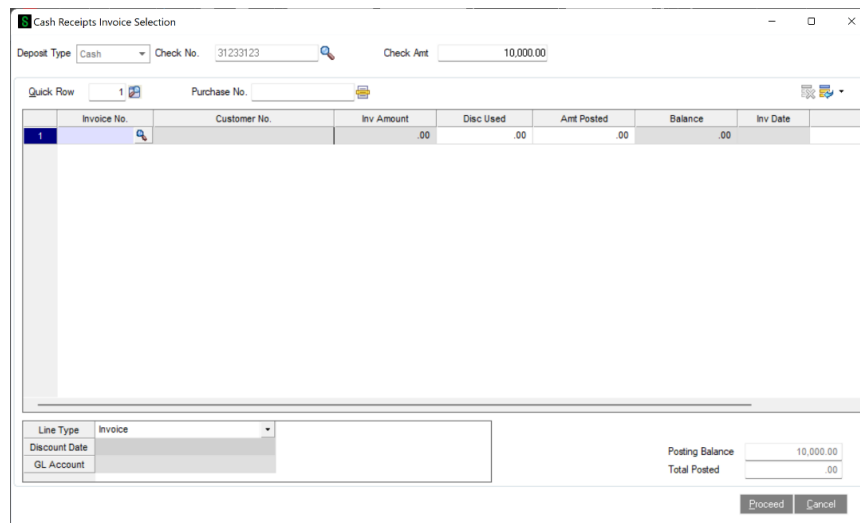 Cash Receipts Invoice Selection
Deposit Type Cash Check No. 31233123 Check Amt 10,000.00
Quick Row 1 Purchase No.
Invoice No. Customer No. Inv Amount Disc Used Amt Posted Balance Inv Date
1 .00 .00 .00 .00
Line Type Invoice
Discount Date
GL Account
Posting Balance 10,000.00
Total Posted .00
Proceed Cancel